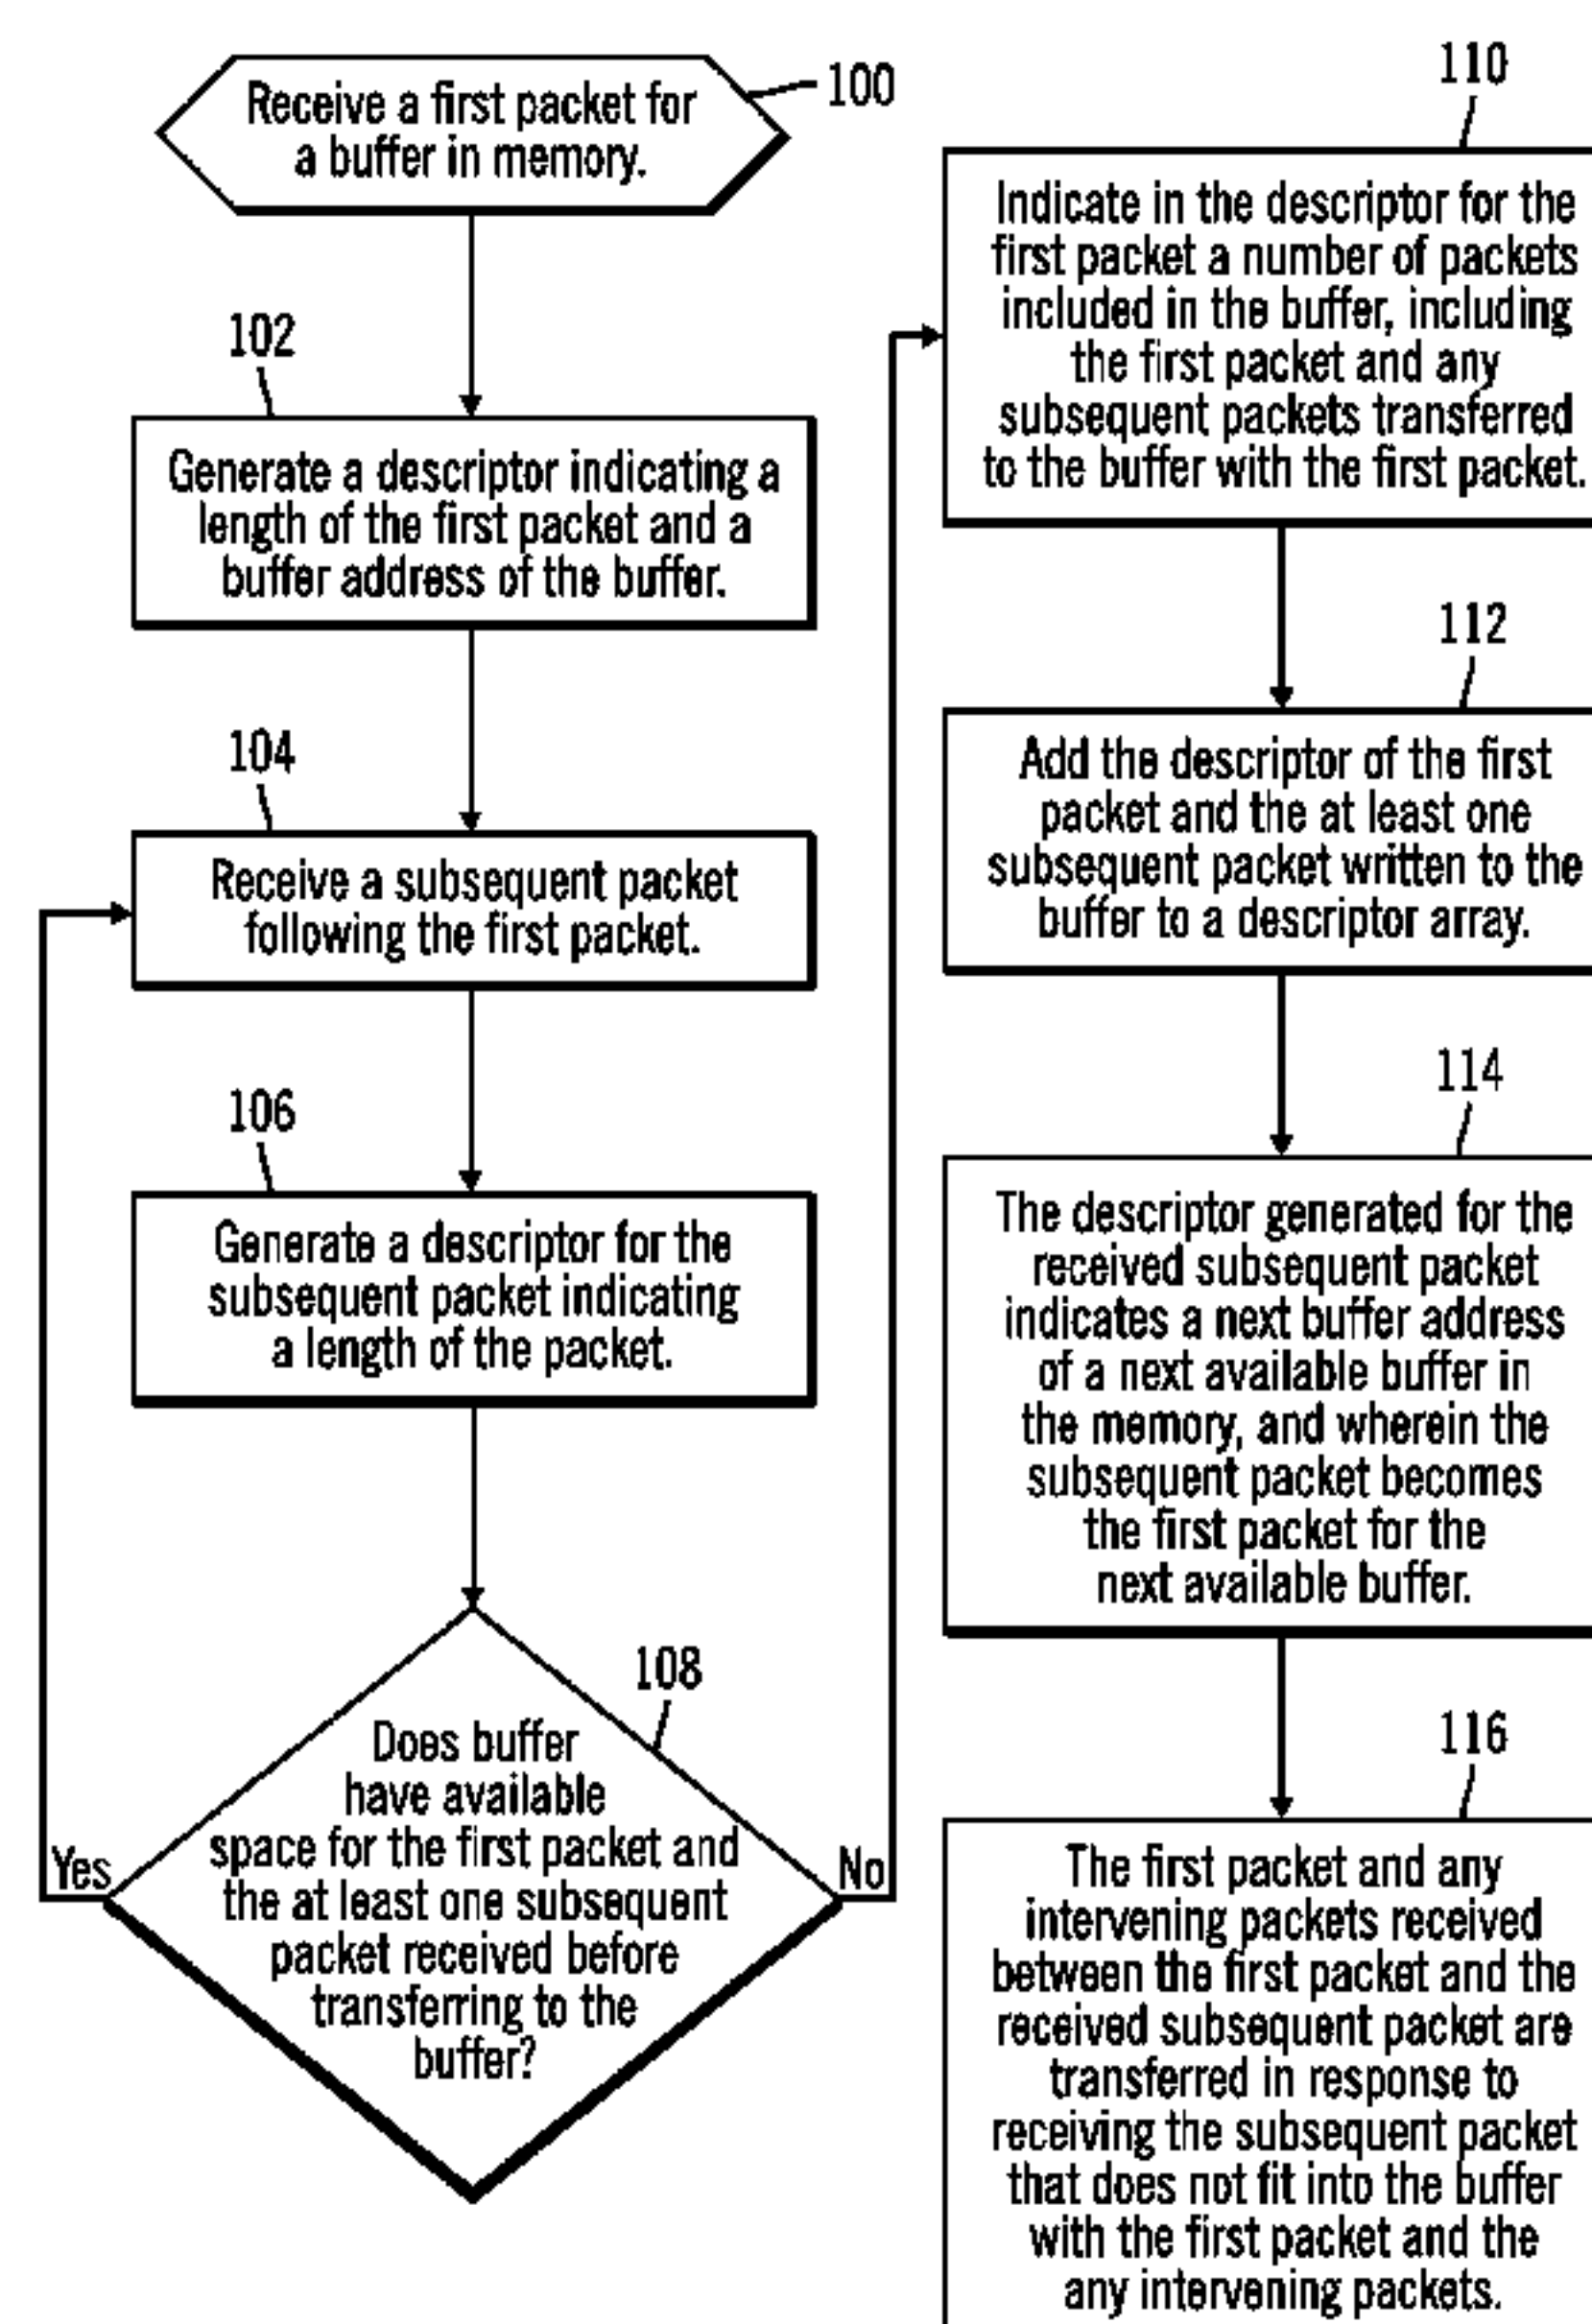 100
Receive a first packet for
a buffer in memory.
102
Generate a descriptor indicating a
length of the first packet and a
buffer address of the buffer.
104
Receive a subsequent packet
following the first packet.
106
Generate a descriptor for the
subsequent packet indicating
a length of the packet.
108
Does buffer
have available
space for the first packet and
the at least one subsequent
packet received before
transferring to the
buffer?
Yes
No
110
Indicate in the descriptor for the
first packet a number of packets
included in the buffer, including
the first packet and any
subsequent packets transferred
to the buffer with the first packet.
112
Add the descriptor of the first
packet and the at least one
subsequent packet written to the
buffer to a descriptor array.
114
The descriptor generated for the
received subsequent packet
indicates a next buffer address
of a next available buffer in
the memory, and wherein the
subsequent packet becomes
the first packet for the
next available buffer.
116
The first packet and any
intervening packets received
between the first packet and the
received subsequent packet are
transferred in response to
receiving the subsequent packet
that does not fit into the buffer
with the first packet and the
any intervening packets.